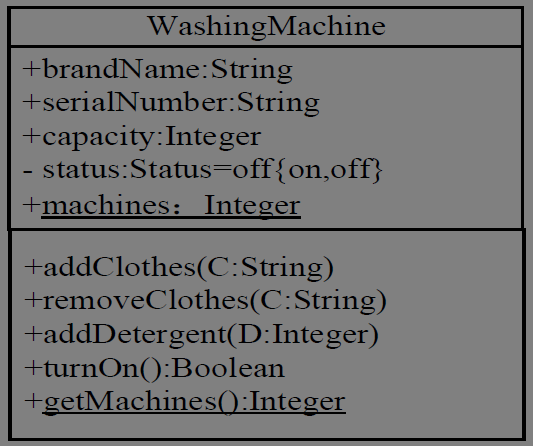 WashingMachine
+brandName:String
+serialNumber:String
+capacity:Integer
- status:Status=off{on,off}
+machines：Integer
+addClothes(C:String)
+removeClothes(C:String)
+addDetergent(D:Integer)
+turnOn():Boolean
+getMachines():Integer